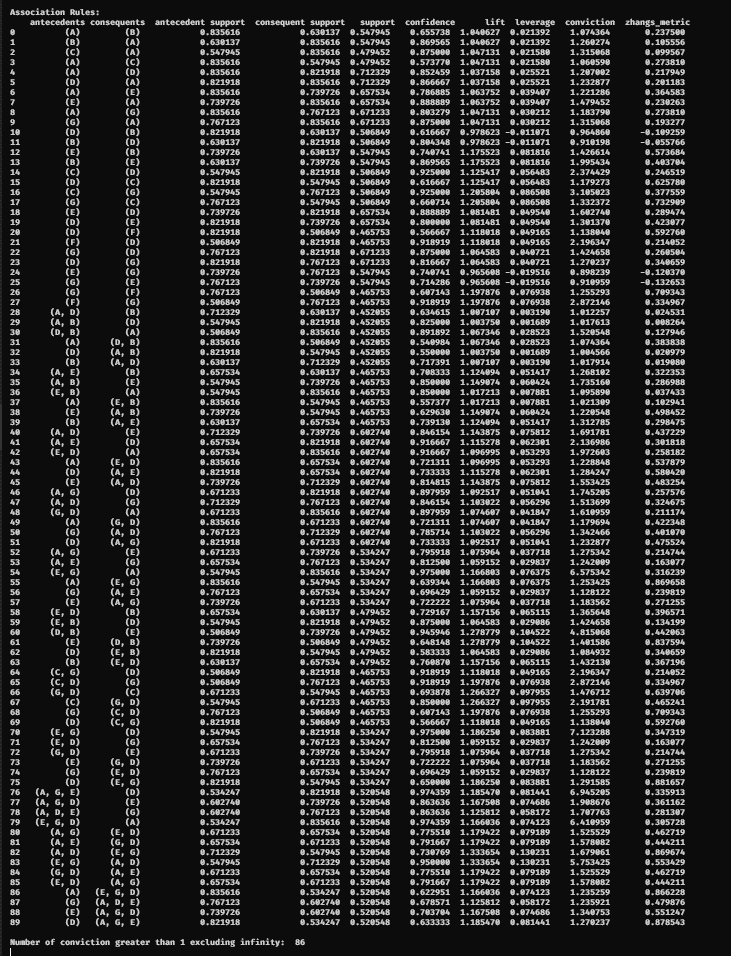 Association Rules:
antecedents consequents antecedent support consequent support support confidence lift leverage conviction zhangs_metric
0 (A) (B) 0.835616 0.630137 0.547945 0.655738 1.040627 0.021392 1.074364 0.237500
1 (B) (A) 0.630137 0.835616 0.547945 0.869565 1.040627 0.021392 1.260274 0.105556
2 (C) (A) 0.547945 0.835616 0.479452 0.875000 1.047131 0.021580 1.315068 0.099567
3 (A) (C) 0.835616 0.547945 0.479452 0.573770 1.047131 0.021580 1.060590 0.273810
4 (A) (D) 0.835616 0.821918 0.712329 0.852459 1.037158 0.025521 1.207002 0.217949
5 (D) (A) 0.821918 0.835616 0.712329 0.866667 1.037158 0.025521 1.232877 0.201183
6 (A) (E) 0.835616 0.739726 0.657534 0.786885 1.063752 0.039407 1.221286 0.364583
7 (E) (A) 0.739726 0.835616 0.657534 0.888889 1.063752 0.039407 1.479452 0.230263
8 (A) (G) 0.835616 0.767123 0.671233 0.803279 1.047131 0.030212 1.183790 0.273810
9 (G) (A) 0.767123 0.835616 0.671233 0.875000 1.047131 0.030212 1.315068 0.193277
10 (D) (B) 0.821918 0.630137 0.506849 0.616667 0.978623 -0.011071 0.964860 -0.109259
11 (B) (D) 0.630137 0.821918 0.506849 0.804348 0.978623 -0.011071 0.910198 -0.055766
12 (E) (B) 0.739726 0.630137 0.547945 0.740741 1.175523 0.081816 1.426614 0.573684
13 (B) (E) 0.630137 0.739726 0.547945 0.869565 1.175523 0.081816 1.995434 0.403704
14 (C) (D) 0.547945 0.821918 0.506849 0.925000 1.125417 0.056483 2.374429 0.246519
15 (D) (C) 0.821918 0.547945 0.506849 0.616667 1.125417 0.056483 1.179273 0.625780
16 (C) (G) 0.547945 0.767123 0.506849 0.925000 1.205804 0.086508 3.105023 0.377559
17 (G) (C) 0.767123 0.547945 0.506849 0.660714 1.205804 0.086508 1.332372 0.732909
18 (E) (D) 0.739726 0.821918 0.657534 0.888889 1.081481 0.049540 1.602740 0.289474
19 (D) (E) 0.821918 0.739726 0.657534 0.800000 1.081481 0.049540 1.301370 0.423077
20 (D) (F) 0.821918 0.506849 0.465753 0.566667 1.118018 0.049165 1.138040 0.592760
21 (F) (D) 0.506849 0.821918 0.465753 0.918919 1.118018 0.049165 2.196347 0.214052
22 (G) (D) 0.767123 0.821918 0.671233 0.875000 1.064583 0.040721 1.424658 0.260504
23 (D) (G) 0.821918 0.767123 0.671233 0.816667 1.064583 0.040721 1.270237 0.340659
24 (E) (G) 0.739726 0.767123 0.547945 0.740741 0.965608 -0.019516 0.898239 -0.120370
25 (G) (E) 0.767123 0.739726 0.547945 0.714286 0.965608 -0.019516 0.910959 -0.132653
26 (G) (F) 0.767123 0.506849 0.465753 0.607143 1.197876 0.076938 1.255293 0.709343
27 (F) (G) 0.506849 0.767123 0.465753 0.918919 1.197876 0.076938 2.872146 0.334967
28 (A, D) (B) 0.712329 0.630137 0.452055 0.634615 1.007107 0.003190 1.012257 0.024531
29 (A, B) (D) 0.547945 0.821918 0.452055 0.825000 1.003750 0.001689 1.017613 0.008264
30 (D, B) (A) 0.506849 0.835616 0.452055 0.891892 1.067346 0.028523 1.520548 0.127946
31 (A) (D, B) 0.835616 0.506849 0.452055 0.540984 1.067346 0.028523 1.074364 0.383838
32 (D) (A, B) 0.821918 0.547945 0.452055 0.550000 1.003750 0.001689 1.004566 0.020979
33 (B) (A, D) 0.630137 0.712329 0.452055 0.717391 1.007107 0.003190 1.017914 0.019080
34 (A, E) (B) 0.657534 0.630137 0.465753 0.708333 1.124094 0.051417 1.268102 0.322353
35 (A, B) (E) 0.547945 0.739726 0.465753 0.850000 1.149074 0.060424 1.735160 0.286988
36 (E, B) (A) 0.547945 0.835616 0.465753 0.850000 1.017213 0.007881 1.095890 0.037433
37 (A) (E, B) 0.835616 0.547945 0.465753 0.557377 1.017213 0.007881 1.021309 0.102941
38 (E) (A, B) 0.739726 0.547945 0.465753 0.629630 1.149074 0.060424 1.220548 0.498452
39 (B) (A, E) 0.630137 0.657534 0.465753 0.739130 1.124094 0.051417 1.312785 0.298475
40 (A, D) (E) 0.712329 0.739726 0.602740 0.846154 1.143875 0.075812 1.691781 0.437229
41 (A, E) (D) 0.657534 0.821918 0.602740 0.916667 1.115278 0.062301 2.136986 0.301818
42 (E, D) (A) 0.657534 0.835616 0.602740 0.916667 1.096995 0.053293 1.972603 0.258182
43 (A) (E, D) 0.835616 0.657534 0.602740 0.721311 1.096995 0.053293 1.228848 0.537879
44 (D) (A, E) 0.821918 0.657534 0.602740 0.733333 1.115278 0.062301 1.284247 0.580420
45 (E) (A, D) 0.739726 0.712329 0.602740 0.814815 1.143875 0.075812 1.553425 0.483254
46 (A, G) (D) 0.671233 0.821918 0.602740 0.897959 1.092517 0.051041 1.745205 0.257576
47 (A, D) (G) 0.712329 0.767123 0.602740 0.846154 1.103022 0.056296 1.513699 0.324675
48 (G, D) (A) 0.671233 0.835616 0.602740 0.897959 1.074607 0.041847 1.610959 0.211174
49 (A) (G, D) 0.835616 0.671233 0.602740 0.721311 1.074607 0.041847 1.179694 0.422348
50 (G) (A, D) 0.767123 0.712329 0.602740 0.785714 1.103022 0.056296 1.342466 0.401070
51 (D) (A, G) 0.821918 0.671233 0.602740 0.733333 1.092517 0.051041 1.232877 0.475524
52 (A, G) (E) 0.671233 0.739726 0.534247 0.795918 1.075964 0.037718 1.275342 0.214744
53 (A, E) (G) 0.657534 0.767123 0.534247 0.812500 1.059152 0.029837 1.242009 0.163077
54 (E, G) (A) 0.547945 0.835616 0.534247 0.975000 1.166803 0.076375 6.575342 0.316239
55 (A) (E, G) 0.835616 0.547945 0.534247 0.639344 1.166803 0.076375 1.253425 0.869658
56 (G) (A, E) 0.767123 0.657534 0.534247 0.696429 1.059152 0.029837 1.128122 0.239819
57 (E) (A, G) 0.739726 0.671233 0.534247 0.722222 1.075964 0.037718 1.183562 0.271255
58 (E, D) (B) 0.657534 0.630137 0.479452 0.729167 1.157156 0.065115 1.365648 0.396571
59 (E, B) (D) 0.547945 0.821918 0.479452 0.875000 1.064583 0.029086 1.424658 0.134199
60 (D, B) (E) 0.506849 0.739726 0.479452 0.945946 1.278779 0.104522 4.815068 0.442063
61 (E) (D, B) 0.739726 0.506849 0.479452 0.648148 1.278779 0.104522 1.401586 0.837594
62 (D) (E, B) 0.821918 0.547945 0.479452 0.583333 1.064583 0.029086 1.084932 0.340659
63 (B) (E, D) 0.630137 0.657534 0.479452 0.760870 1.157156 0.065115 1.432130 0.367196
64 (C, G) (D) 0.506849 0.821918 0.465753 0.918919 1.118018 0.049165 2.196347 0.214052
65 (C, D) (G) 0.506849 0.767123 0.465753 0.918919 1.197876 0.076938 2.872146 0.334967
66 (G, D) (C) 0.671233 0.547945 0.465753 0.693878 1.266327 0.097955 1.476712 0.639706
67 (C) (G, D) 0.547945 0.671233 0.465753 0.850000 1.266327 0.097955 2.191781 0.465241
68 (G) (C, D) 0.767123 0.506849 0.465753 0.607143 1.197876 0.076938 1.255293 0.709343
69 (D) (C, G) 0.821918 0.506849 0.465753 0.566667 1.118018 0.049165 1.138040 0.592760
70 (E, G) (D) 0.547945 0.821918 0.534247 0.975000 1.186250 0.083881 7.123288 0.347319
71 (E, D) (G) 0.657534 0.767123 0.534247 0.812500 1.059152 0.029837 1.242009 0.163077
72 (G, D) (E) 0.671233 0.739726 0.534247 0.795918 1.075964 0.037718 1.275342 0.214744
73 (E) (G, D) 0.739726 0.671233 0.534247 0.722222 1.075964 0.037718 1.183562 0.271255
74 (G) (E, D) 0.767123 0.657534 0.534247 0.696429 1.059152 0.029837 1.128122 0.239819
75 (D) (E, G) 0.821918 0.547945 0.534247 0.650000 1.186250 0.083881 1.291585 0.881657
76 (A, G, E) (D) 0.534247 0.821918 0.520548 0.974359 1.185470 0.081441 6.945205 0.335913
77 (A, D, E) (G) 0.602740 0.739726 0.520548 0.863636 1.167508 0.074686 1.908676 0.361162
78 (A, D, E) (G) 0.602740 0.767123 0.520548 0.863636 1.125812 0.058172 1.707763 0.281307
79 (E, G, D) (A) 0.534247 0.835616 0.520548 0.974359 1.166036 0.074123 6.410959 0.305728
80 (A, G) (E, D) 0.671233 0.657534 0.520548 0.775510 1.179422 0.079189 1.525529 0.462719
81 (A, E) (G, D) 0.657534 0.671233 0.520548 0.791667 1.179422 0.079189 1.578082 0.444211
82 (A, D) (E, G) 0.712329 0.547945 0.520548 0.730769 1.333654 0.130231 1.679061 0.869674
83 (E, G) (A, D) 0.547945 0.712329 0.520548 0.950000 1.333654 0.130231 5.753425 0.553429
84 (G, D) (A, E) 0.671233 0.657534 0.520548 0.775510 1.179422 0.079189 1.525529 0.462719
85 (E, D) (A, G) 0.657534 0.671233 0.520548 0.791667 1.179422 0.079189 1.578082 0.444211
86 (A) (E, G, D) 0.835616 0.534247 0.520548 0.622951 1.166036 0.074123 1.235259 0.866228
87 (G) (A, D, E) 0.767123 0.602740 0.520548 0.678571 1.125812 0.058172 1.235921 0.479876
88 (E) (A, G, D) 0.739726 0.602740 0.520548 0.703704 1.167508 0.074686 1.340753 0.551247
89 (D) (A, G, E) 0.821918 0.534247 0.520548 0.633333 1.185470 0.081441 1.270237 0.878543
Number of conviction greater than 1 excluding infinity: 86